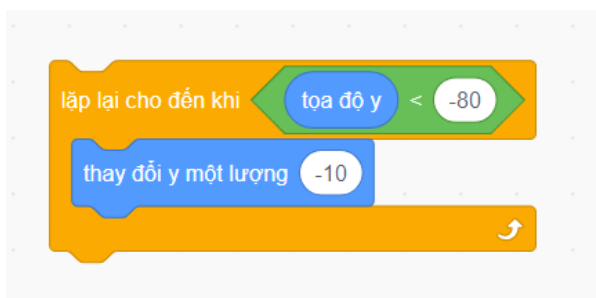 lặp lại cho đến khi tọa độ y < -80
thay đổi y một lượng -10